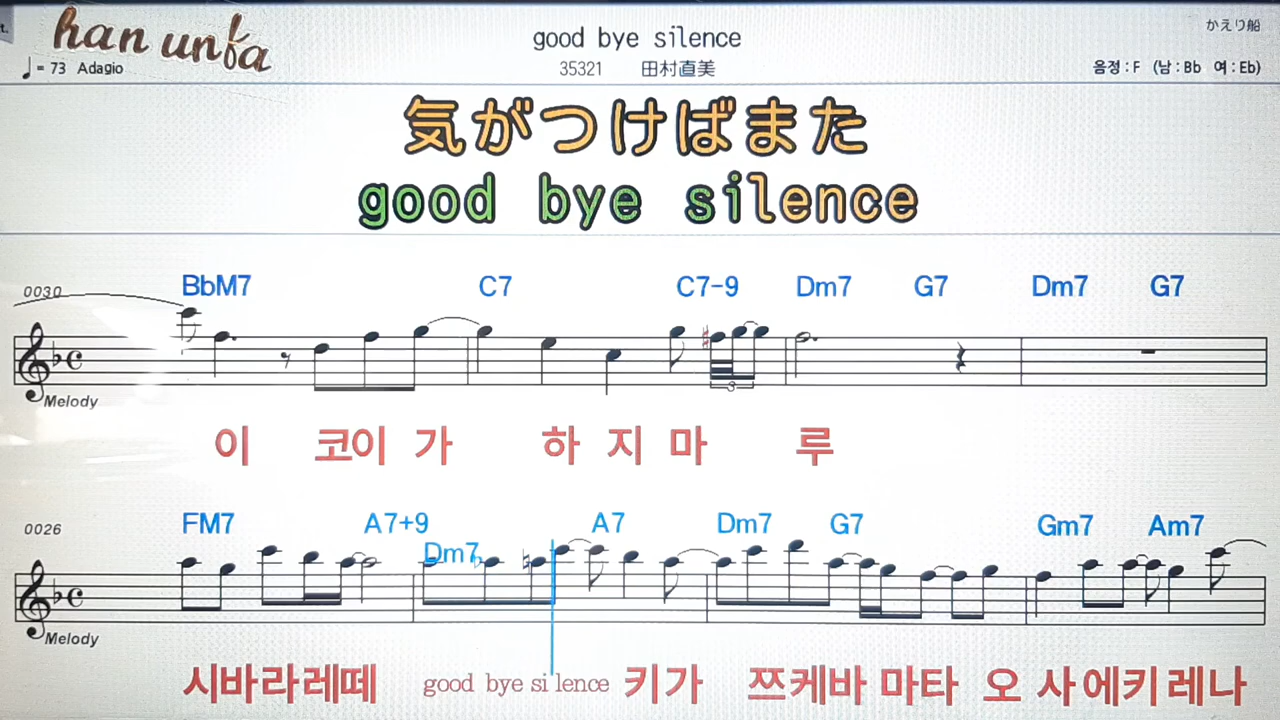 han unfa
good bye silence
かえり船
♩= 73 Adagio
35321 田村直美
음정 : F (남 : Bb 여 : Eb)
気がつけばまた
good bye silence
0030 BbM7 C7 C7-9 Dm7 G7 Dm7 G7
3
Melody
이 코이 가 하 지 마 루
0026 FM7 A7+9 Dm7 A7 Dm7 G7 Gm7 Am7
Melody
시바라레떼 good bye si lence 키가 쯔케바 마타 오 사에키레나